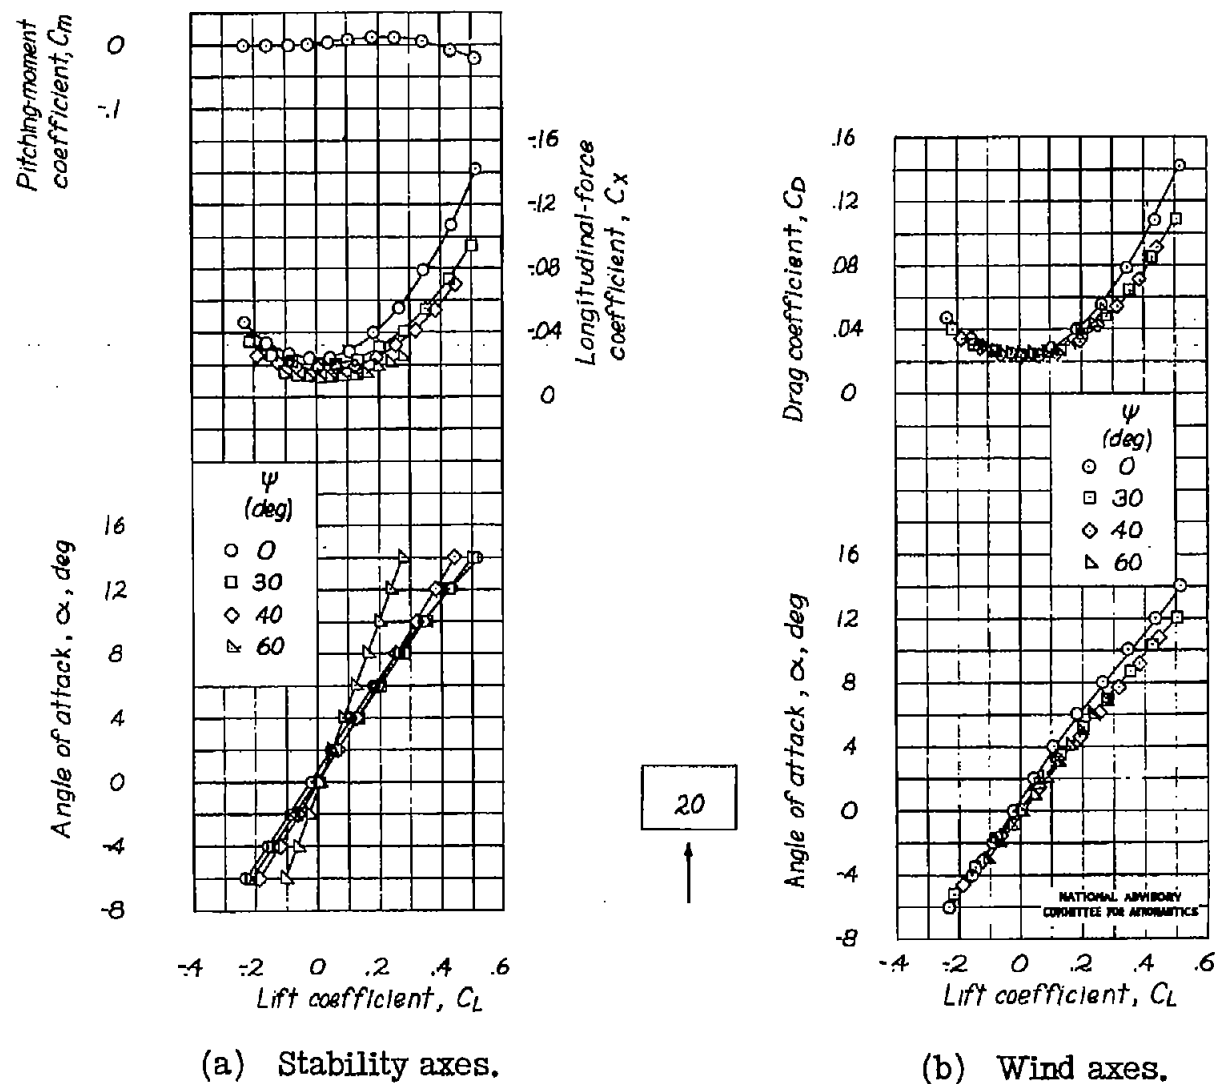 Pitching-moment
coefficient, Cm
0
-.1
Longitudinal-force
coefficient, CX
-.16
-.12
-.08
-.04
0
ψ
(deg)
0
30
40
60
Angle of attack, α, deg
16
12
8
4
0
-4
-8
-.4 -.2 0 .2 .4 .6
Lift coefficient, CL
(a) Stability axes.
20
Drag coefficient, CD
.16
.12
.08
.04
0
ψ
(deg)
0
30
40
60
Angle of attack, α, deg
16
12
8
4
0
-4
-8
NATIONAL ADVISORY
COMMITTEE FOR AERONAUTICS
-.4 -.2 0 .2 .4 .6
Lift coefficient, CL
(b) Wind axes.